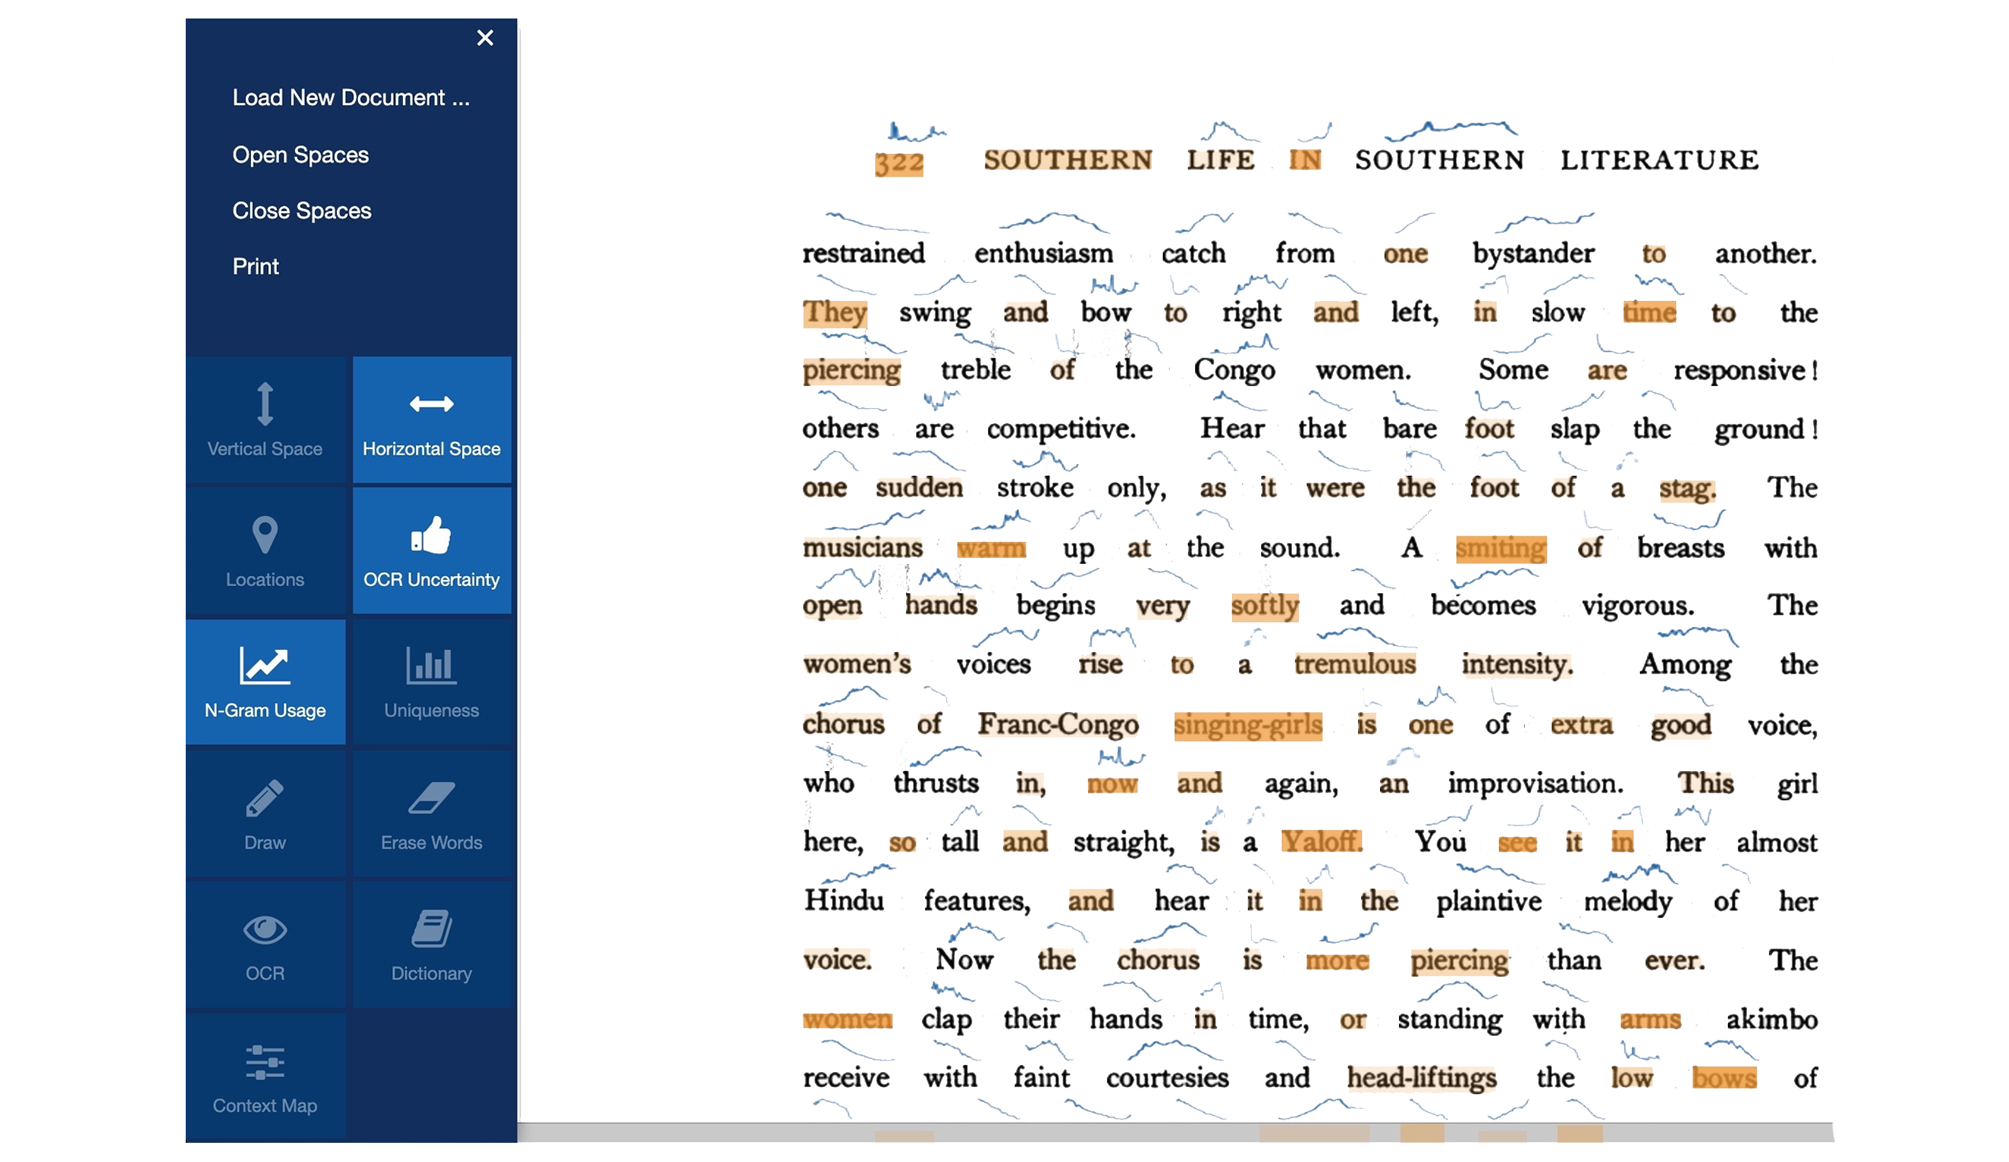 Load New Document ...
Open Spaces
Close Spaces
Print
Vertical Space
Horizontal Space
Locations
OCR Uncertainty
N-Gram Usage
Uniqueness
Draw
Erase Words
OCR
Dictionary
Context Map
322 SOUTHERN LIFE IN SOUTHERN LITERATURE
restrained enthusiasm catch from one bystander to another.
They swing and bow to right and left, in slow time to the
piercing treble of the Congo women. Some are responsive!
others are competitive. Hear that bare foot slap the ground!
one sudden stroke only, as it were the foot of a stag. The
musicians warm up at the sound. A smiting of breasts with
open hands begins very softly and becomes vigorous. The
women's voices rise to a tremulous intensity. Among the
chorus of Franc-Congo singing-girls is one of extra good voice,
who thrusts in, now and again, an improvisation. This girl
here, so tall and straight, is a Yaloff. You see it in her almost
Hindu features, and hear it in the plaintive melody of her
voice. Now the chorus is more piercing than ever. The
women clap their hands in time, or standing with arms akimbo
receive with faint courtesies and head-liftings the low bows of